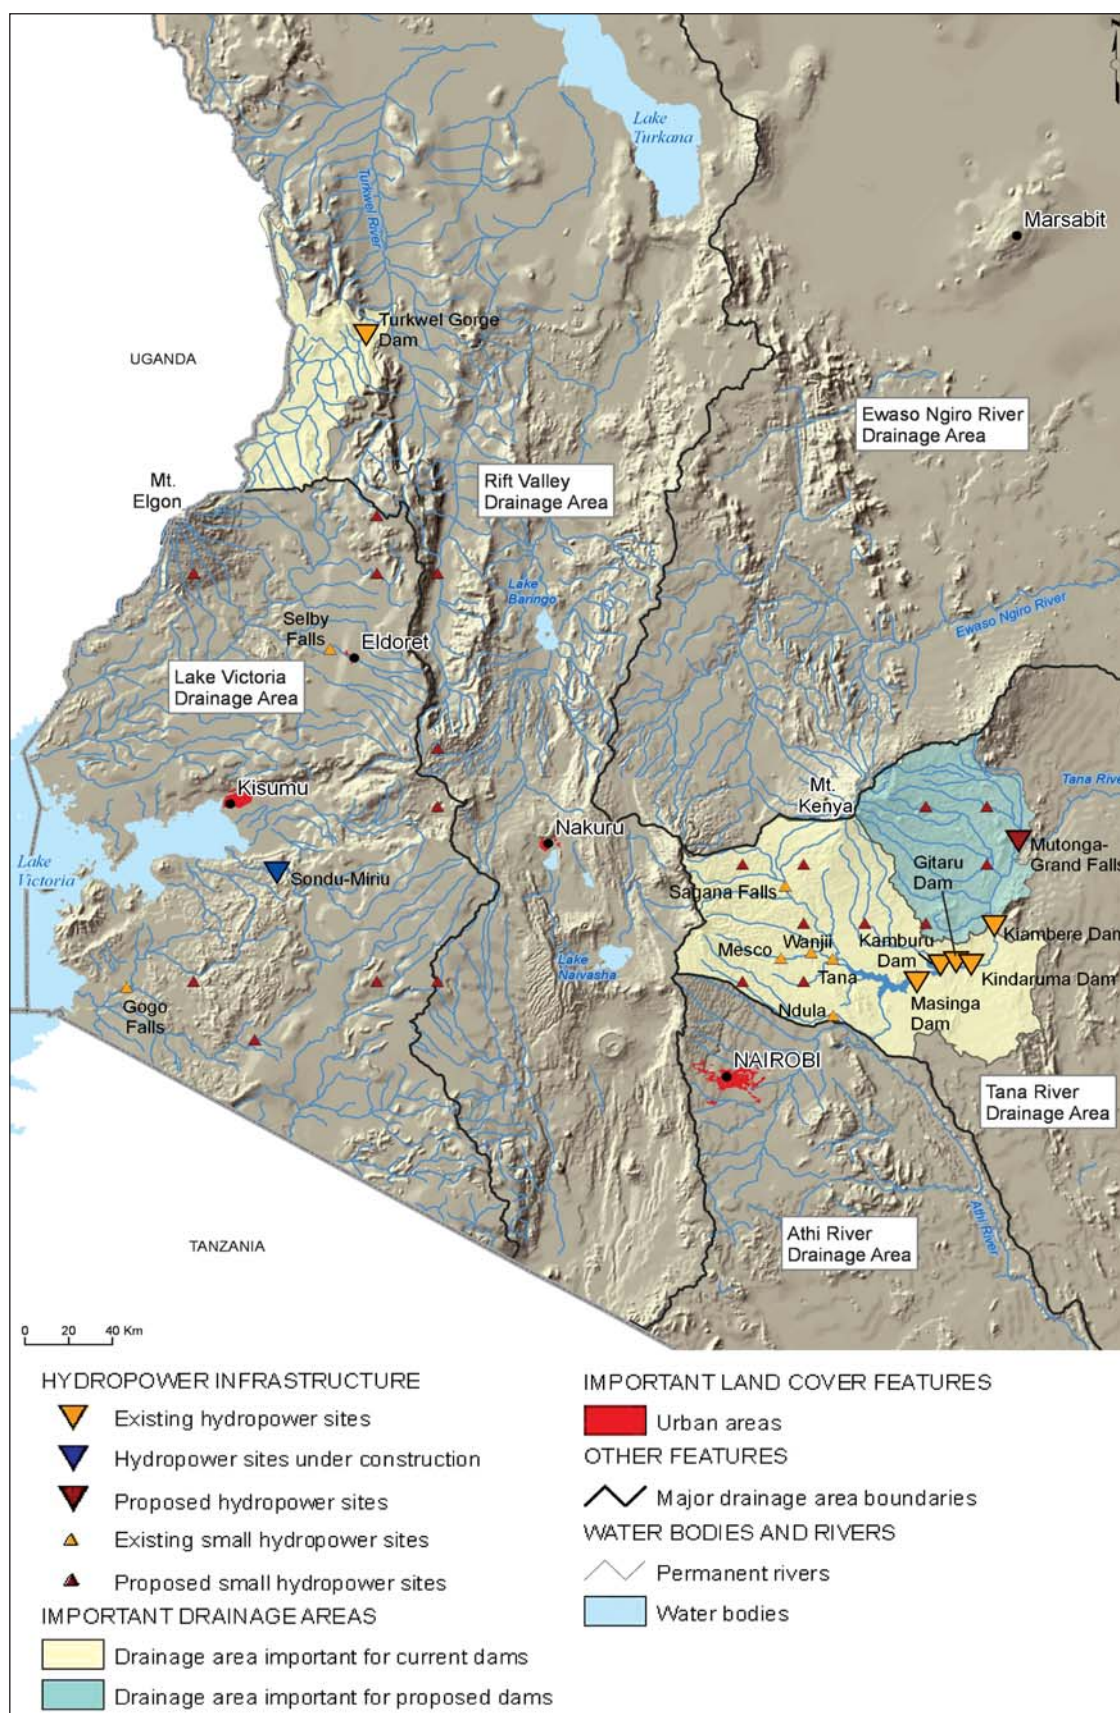 Lake
Turkana
Turkwel River
Marsabit
Turkwel Gorge
Dam
UGANDA
Ewaso Ngiro River
Drainage Area
Mt.
Elgon
Rift Valley
Drainage Area
Lake
Baringo
Ewaso Ngiro River
Selby
Falls
Eldoret
Lake Victoria
Drainage Area
Kisumu
Mt.
Kenya
Tana Rive
Nakuru
Lake
Victoria
Sondu-Miriu
Gitaru
Dam
Mutonga-
Grand Falls
Sagana Falls
Kiambere Dam
Mesco
Wanjii
Kamburu
Dam
Tana
Kindaruma Dam
Lake
Naivasha
Gogo
Falls
Ndula
Masinga
Dam
NAIROBI
Tana River
Drainage Area
Athi River
TANZANIA
Athi River
Drainage Area
0 20 40 Km
HYDROPOWER INFRASTRUCTURE
Existing hydropower sites
Hydropower sites under construction
Proposed hydropower sites
Existing small hydropower sites
Proposed small hydropower sites
IMPORTANT DRAINAGE AREAS
Drainage area important for current dams
Drainage area important for proposed dams
IMPORTANT LAND COVER FEATURES
Urban areas
OTHER FEATURES
Major drainage area boundaries
WATER BODIES AND RIVERS
Permanent rivers
Water bodies